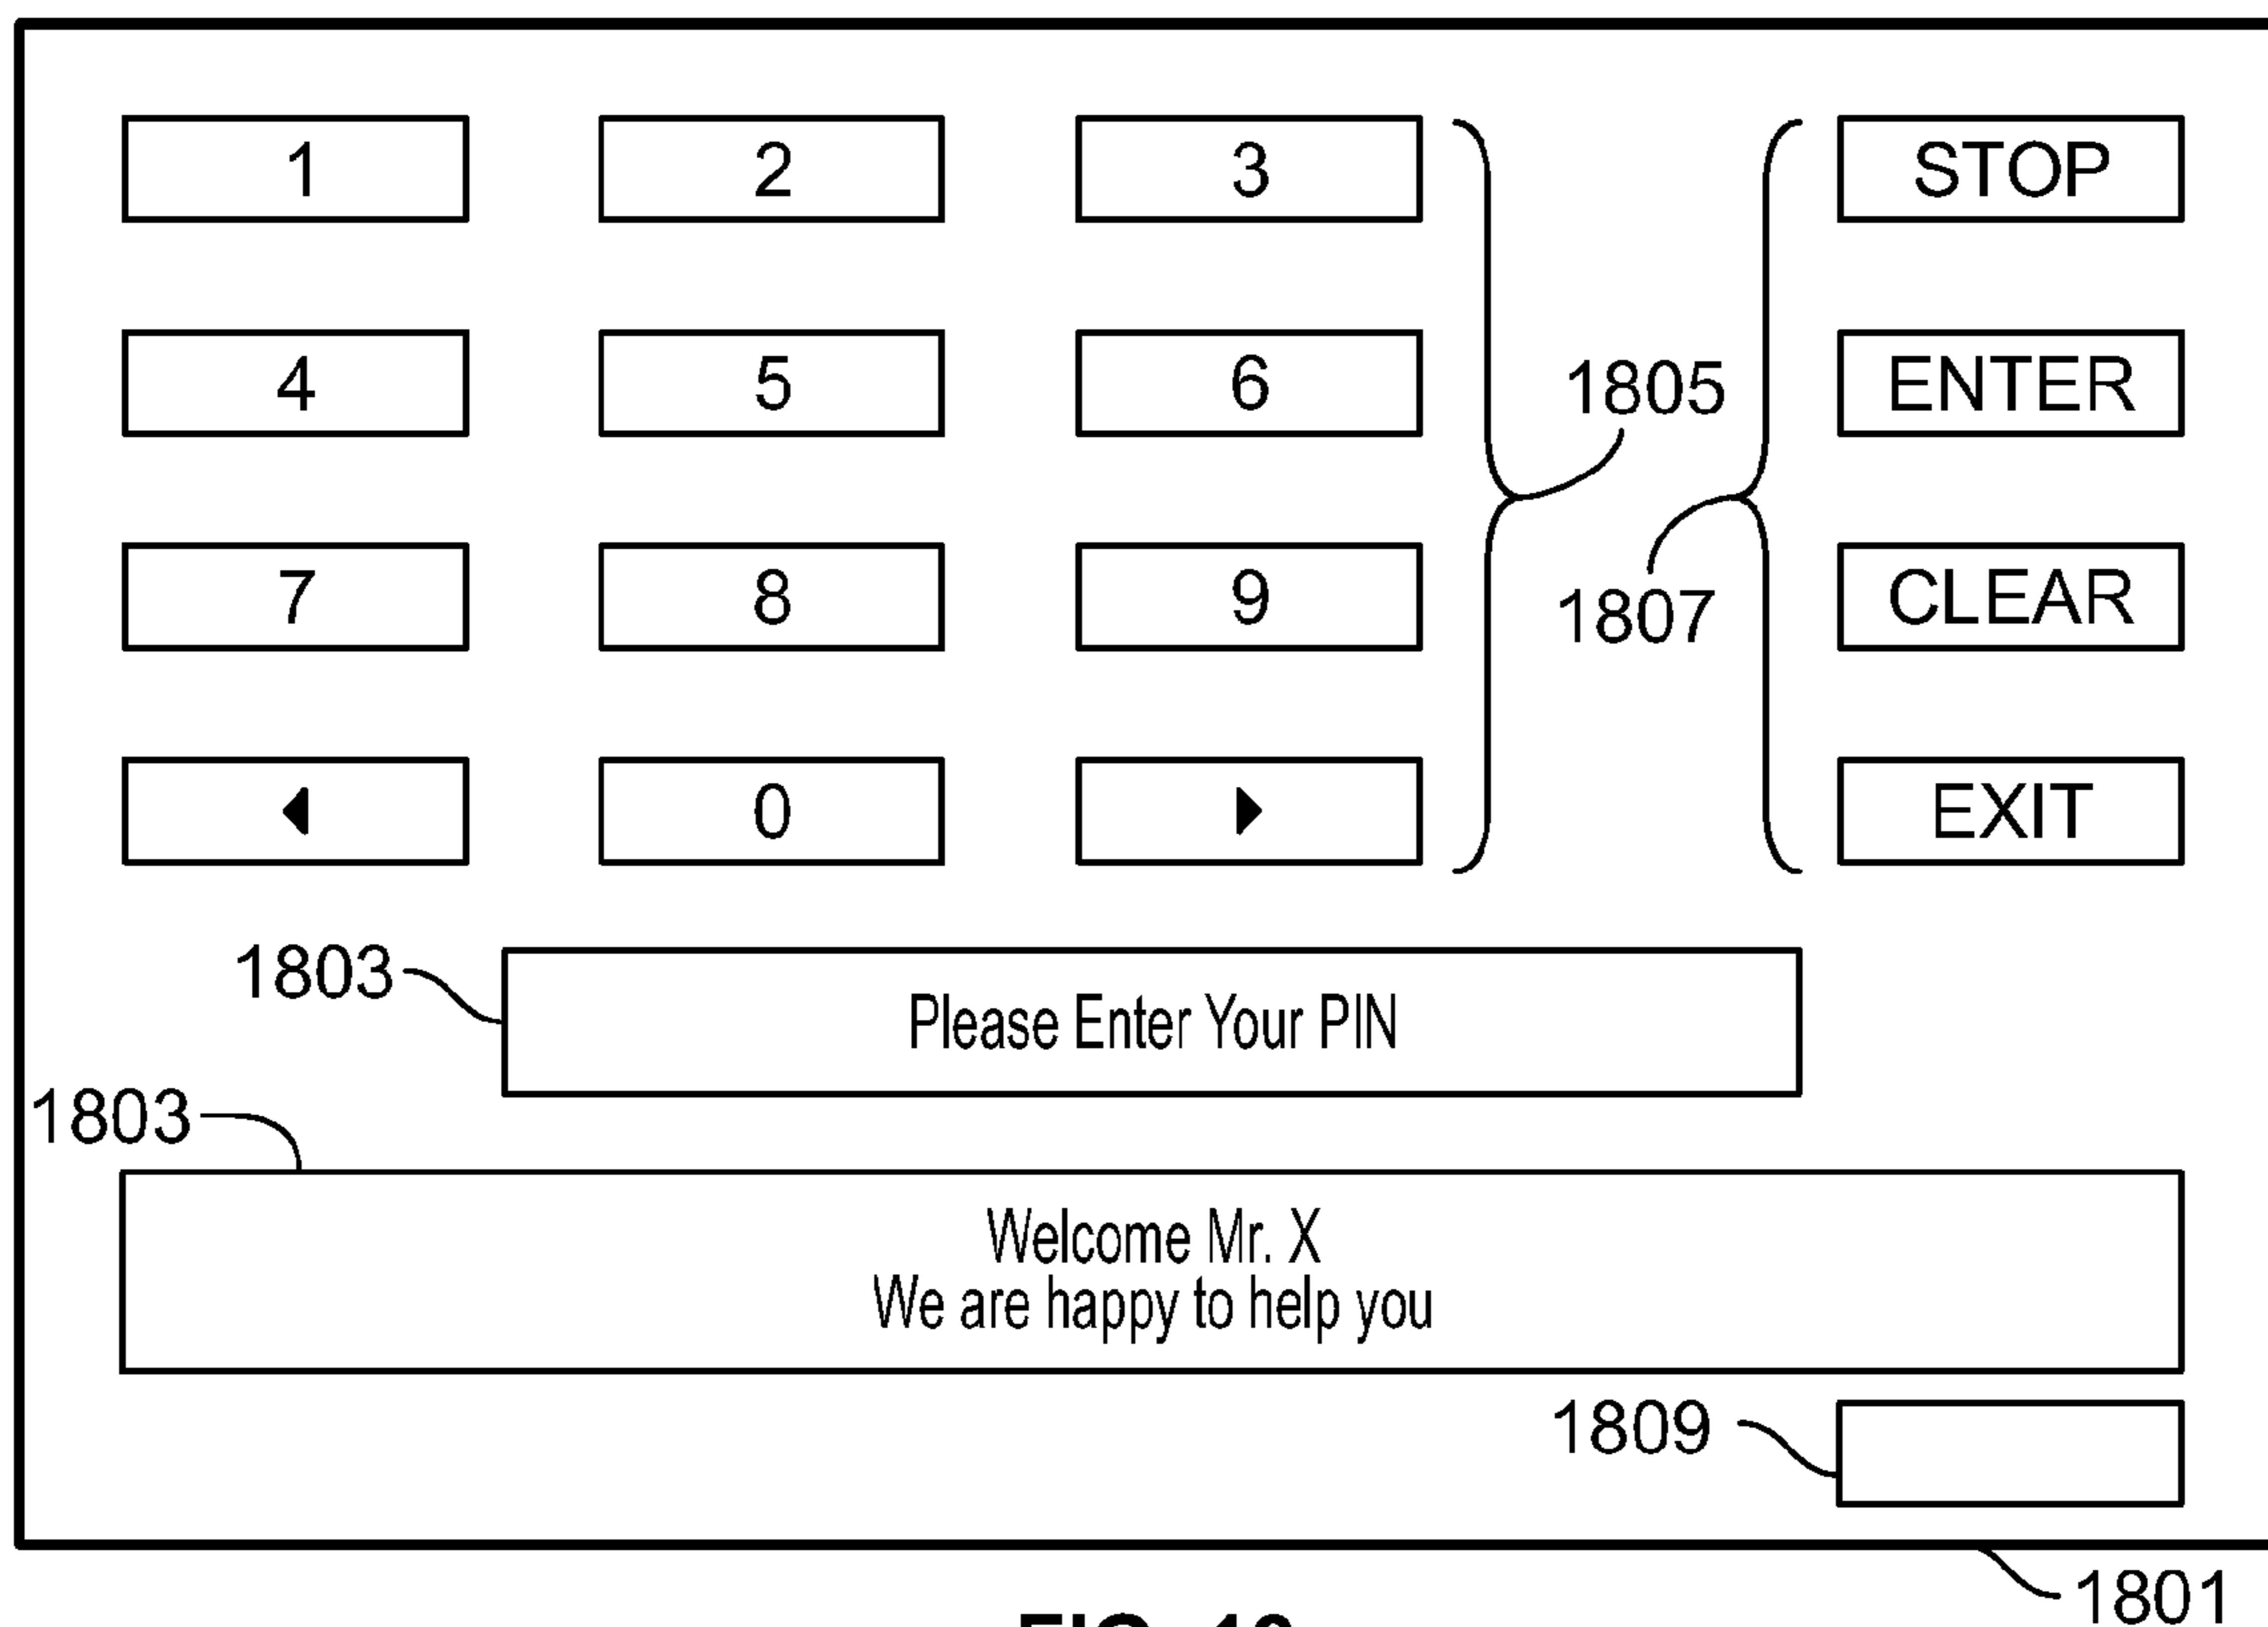 1 2 3 STOP
4 5 6 1805 ENTER
7 8 9 1807 CLEAR
0 EXIT
1803
Please Enter Your PIN
1803
Welcome Mr. X
We are happy to help you
1809
1801